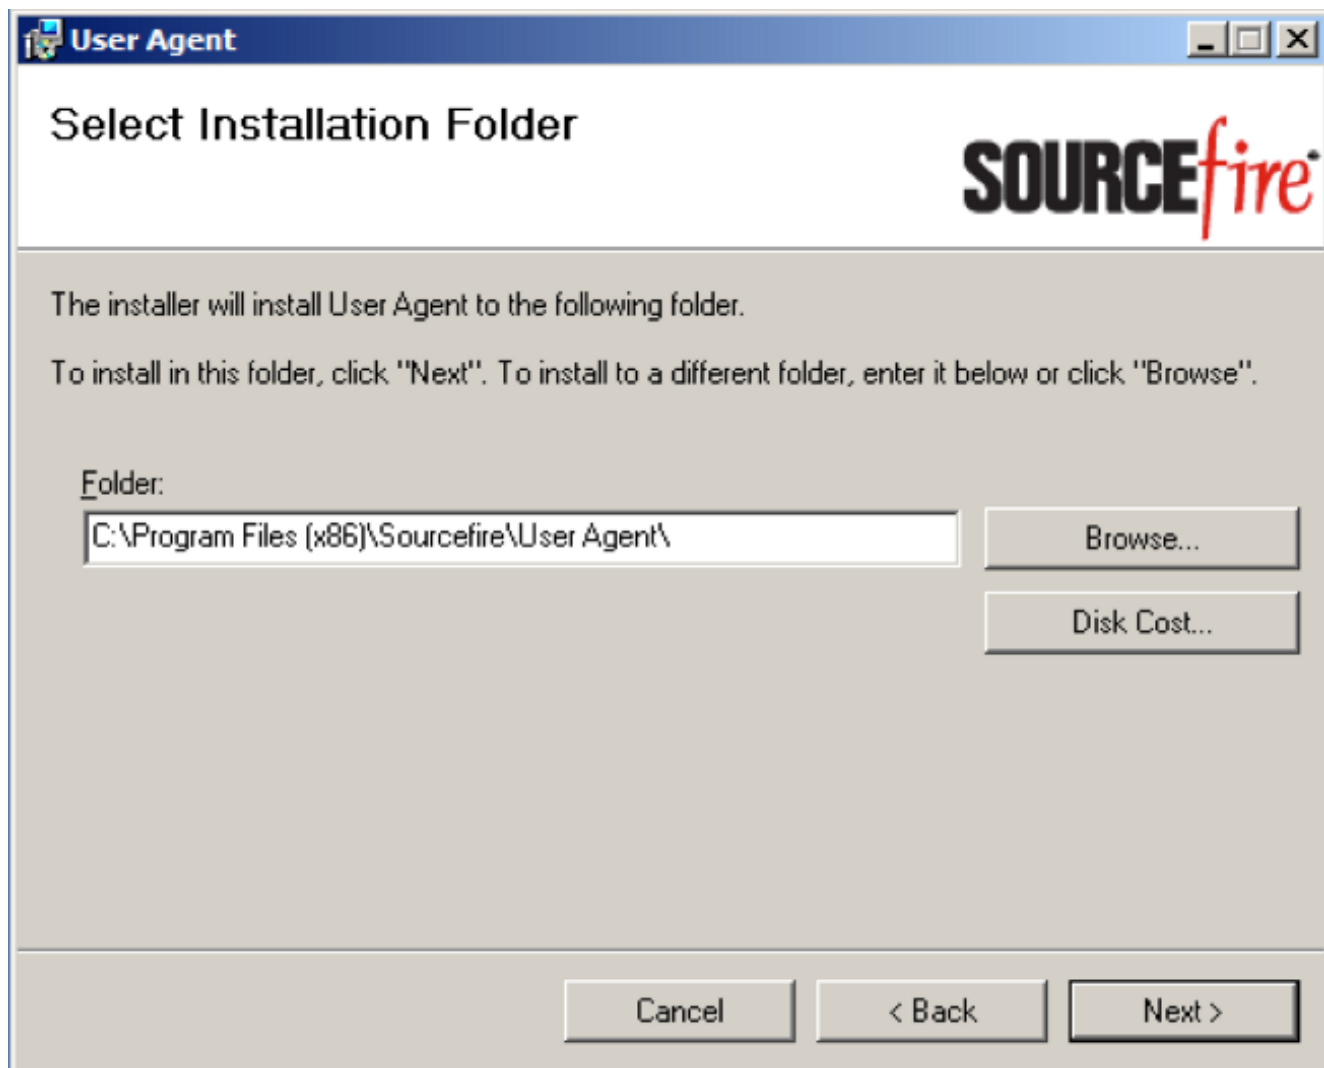 User Agent
Select Installation Folder
SOURCEfire
The installer will install User Agent to the following folder.
To install in this folder, click "Next". To install to a different folder, enter it below or click "Browse".
Folder:
C:\Program Files (x86)\Sourcefire\User Agent\
Browse...
Disk Cost...
Cancel
< Back
Next >